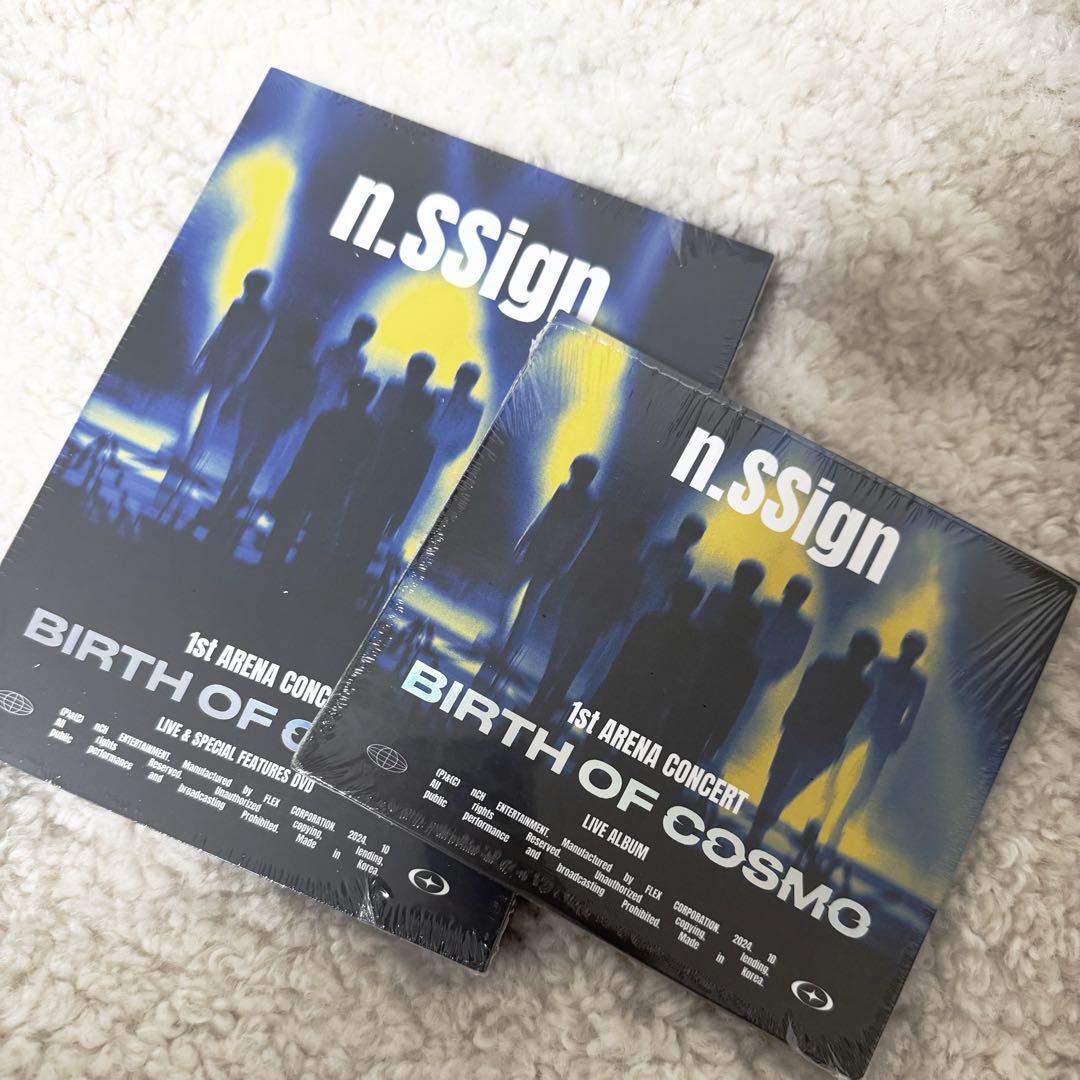 n.SSign
1st ARENA CONC
BIRTH OF C
LIVE & SPECIAL FEATURES DVD
(P)&(C) nCH ENTERTAINMENT. Manufactured by FLEX CORPORATION. 2024. 10
All rights Reserved. Unauthorized copying, lending,
public performance and broadcasting Prohibited. Made in Korea.
n.SSign
1st ARENA CONCERT
BIRTH OF COSMO
LIVE ALBUM
(P)&(C) nCH ENTERTAINMENT. Manufactured by FLEX CORPORATION. 2024. 10
All rights Reserved. Unauthorized copying, lending,
public performance and broadcasting Prohibited. Made in Korea.